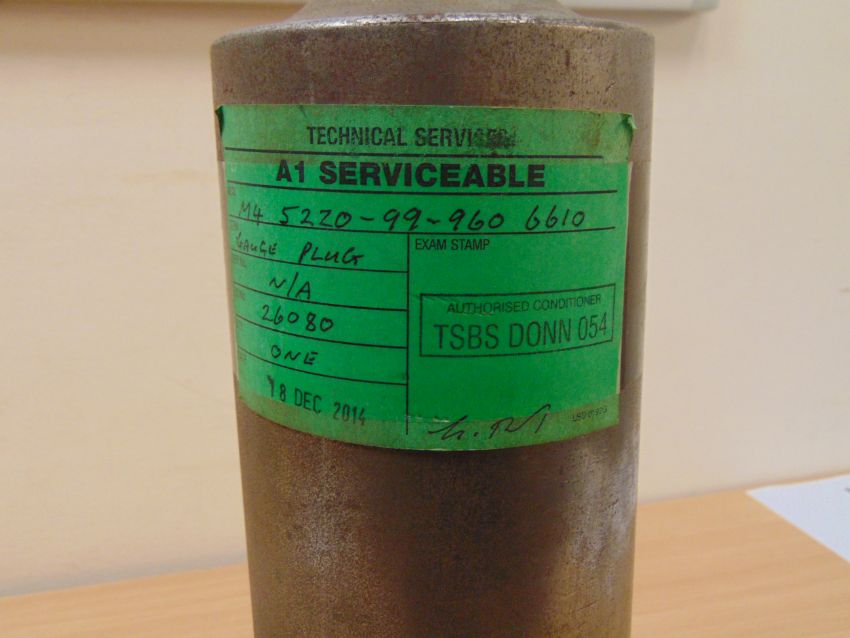 TECHNICAL SERVICES
A1 SERVICEABLE
M4 5220-99-960 6610
GAUGE PLUG
N/A
26080
ONE
18 DEC 2014
EXAM STAMP
AUTHORISED CONDITIONER
TSBS DONN 054